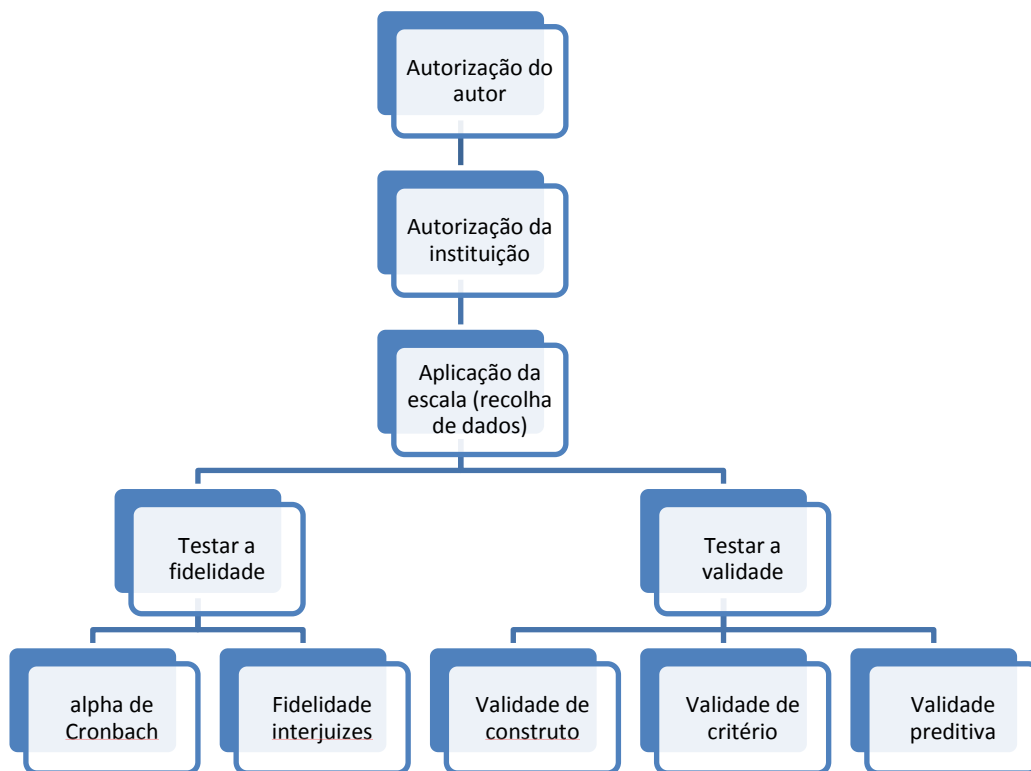 Autorização do
autor
Autorização da
instituição
Aplicação da
escala (recolha
de dados)
Testar a
fidelidade
Testar a
validade
alpha de
Cronbach
Fidelidade
interjuizes
Validade de
construto
Validade de
critério
Validade
preditiva